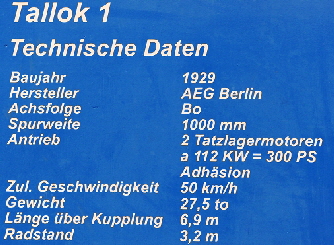 Tallok 1
Technische Daten
Baujahr 1929
Hersteller AEG Berlin
Achsfolge Bo
Spurweite 1000 mm
Antrieb 2 Tatzlagermotoren
a 112 KW = 300 PS
Adhäsion
Zul. Geschwindigkeit 50 km/h
Gewicht 27,5 to
Länge über Kupplung 6,9 m
Radstand 3,2 m